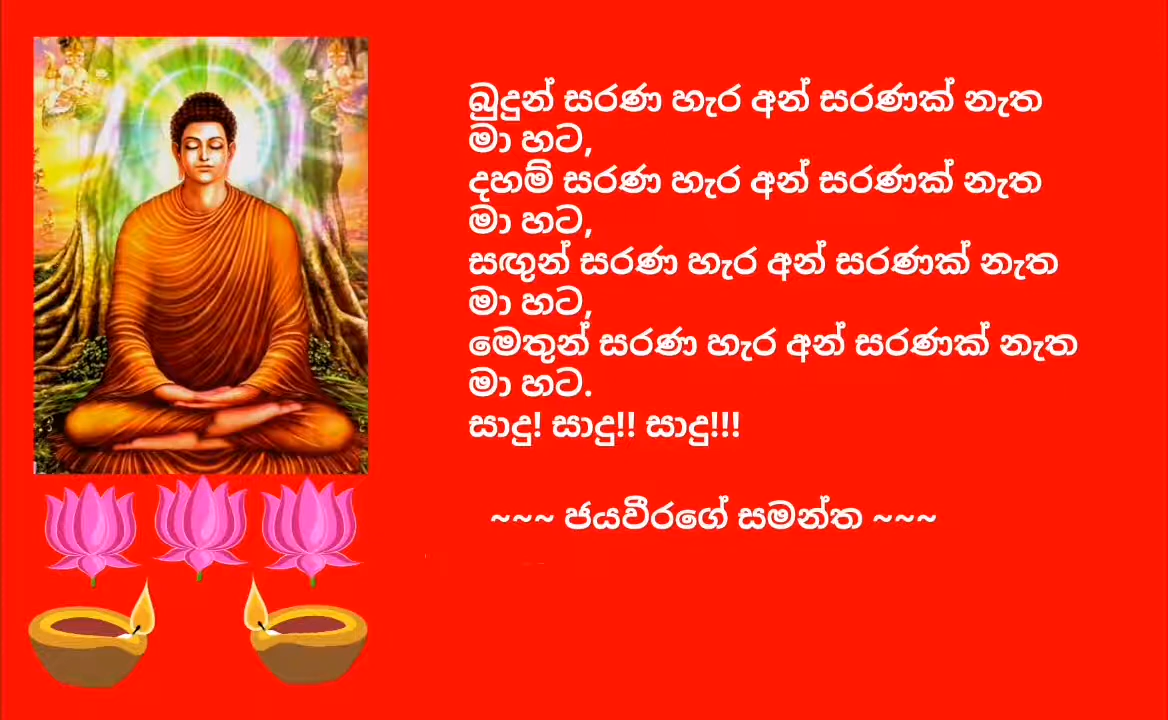 බුදුන් සරණ හැර අන් සරණක් නැත
මා හට,
දහම් සරණ හැර අන් සරණක් නැත
මා හට,
සඟුන් සරණ හැර අන් සරණක් නැත
මා හට,
මෙතුන් සරණ හැර අන් සරණක් නැත
මා හට.
සාදු! සාදු!! සාදු!!!
~~~ ජයවීරගේ සමන්ත ~~~